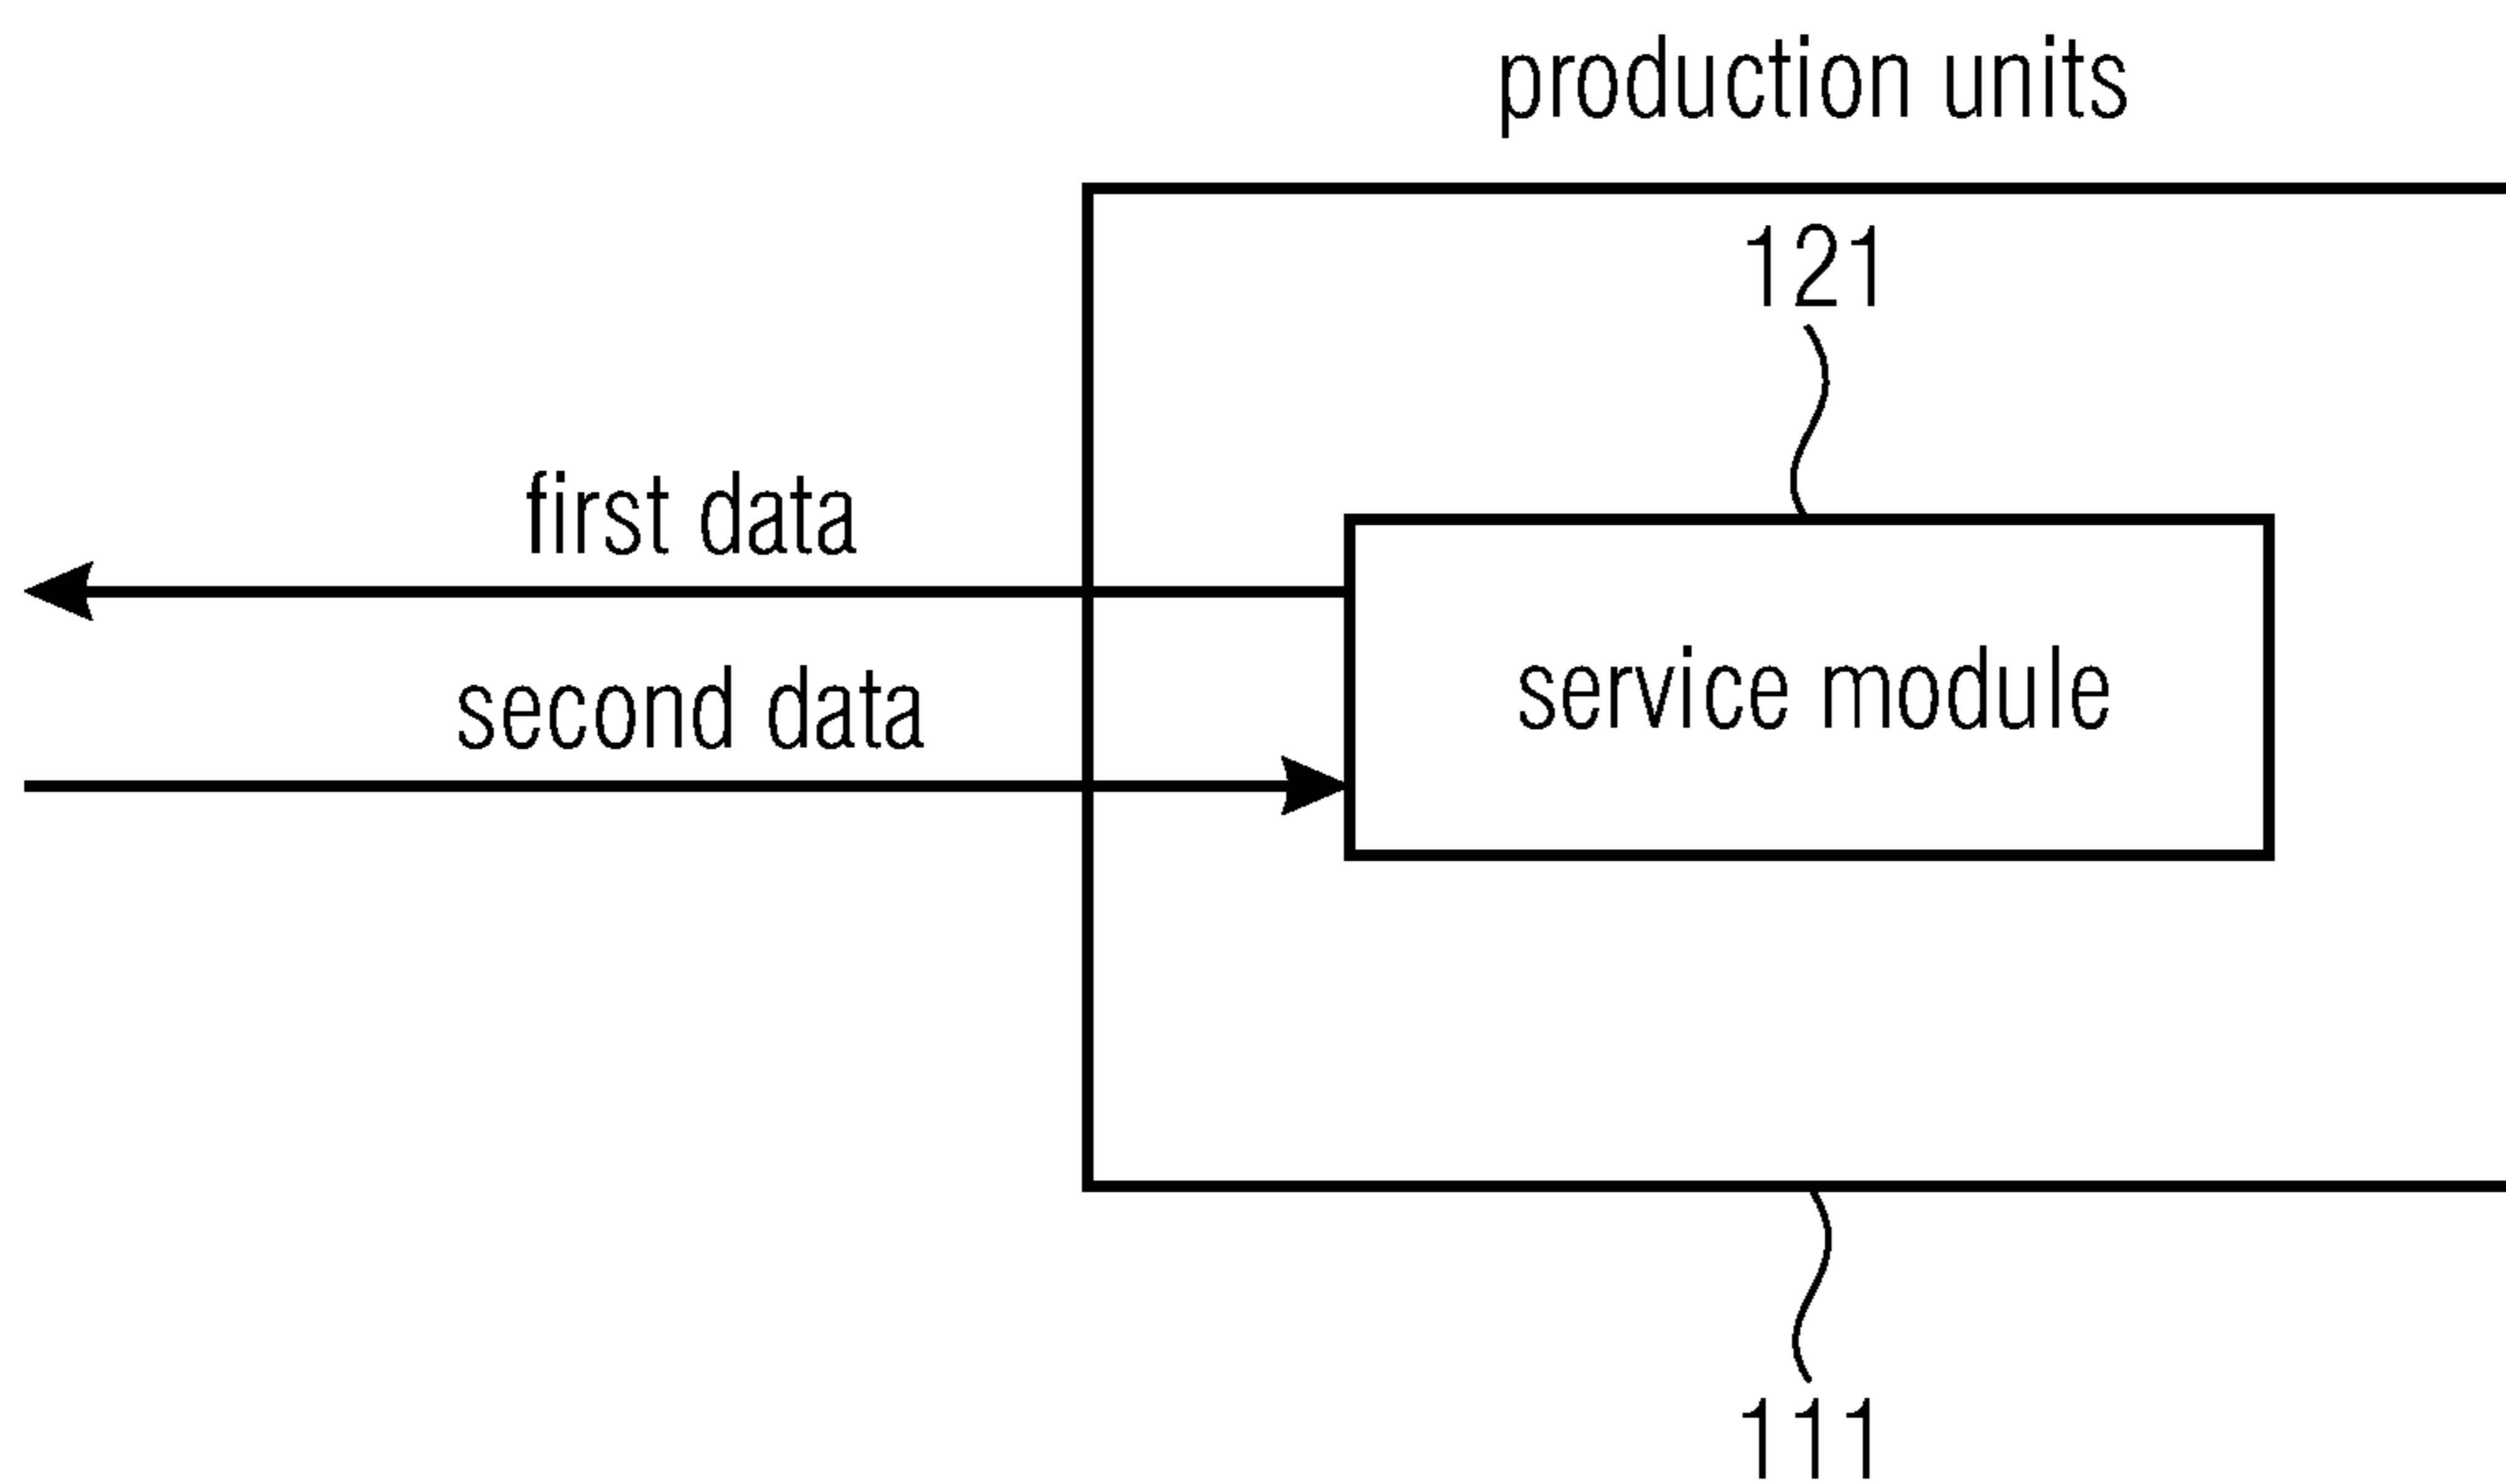 production units
121
first data
second data
service module
111